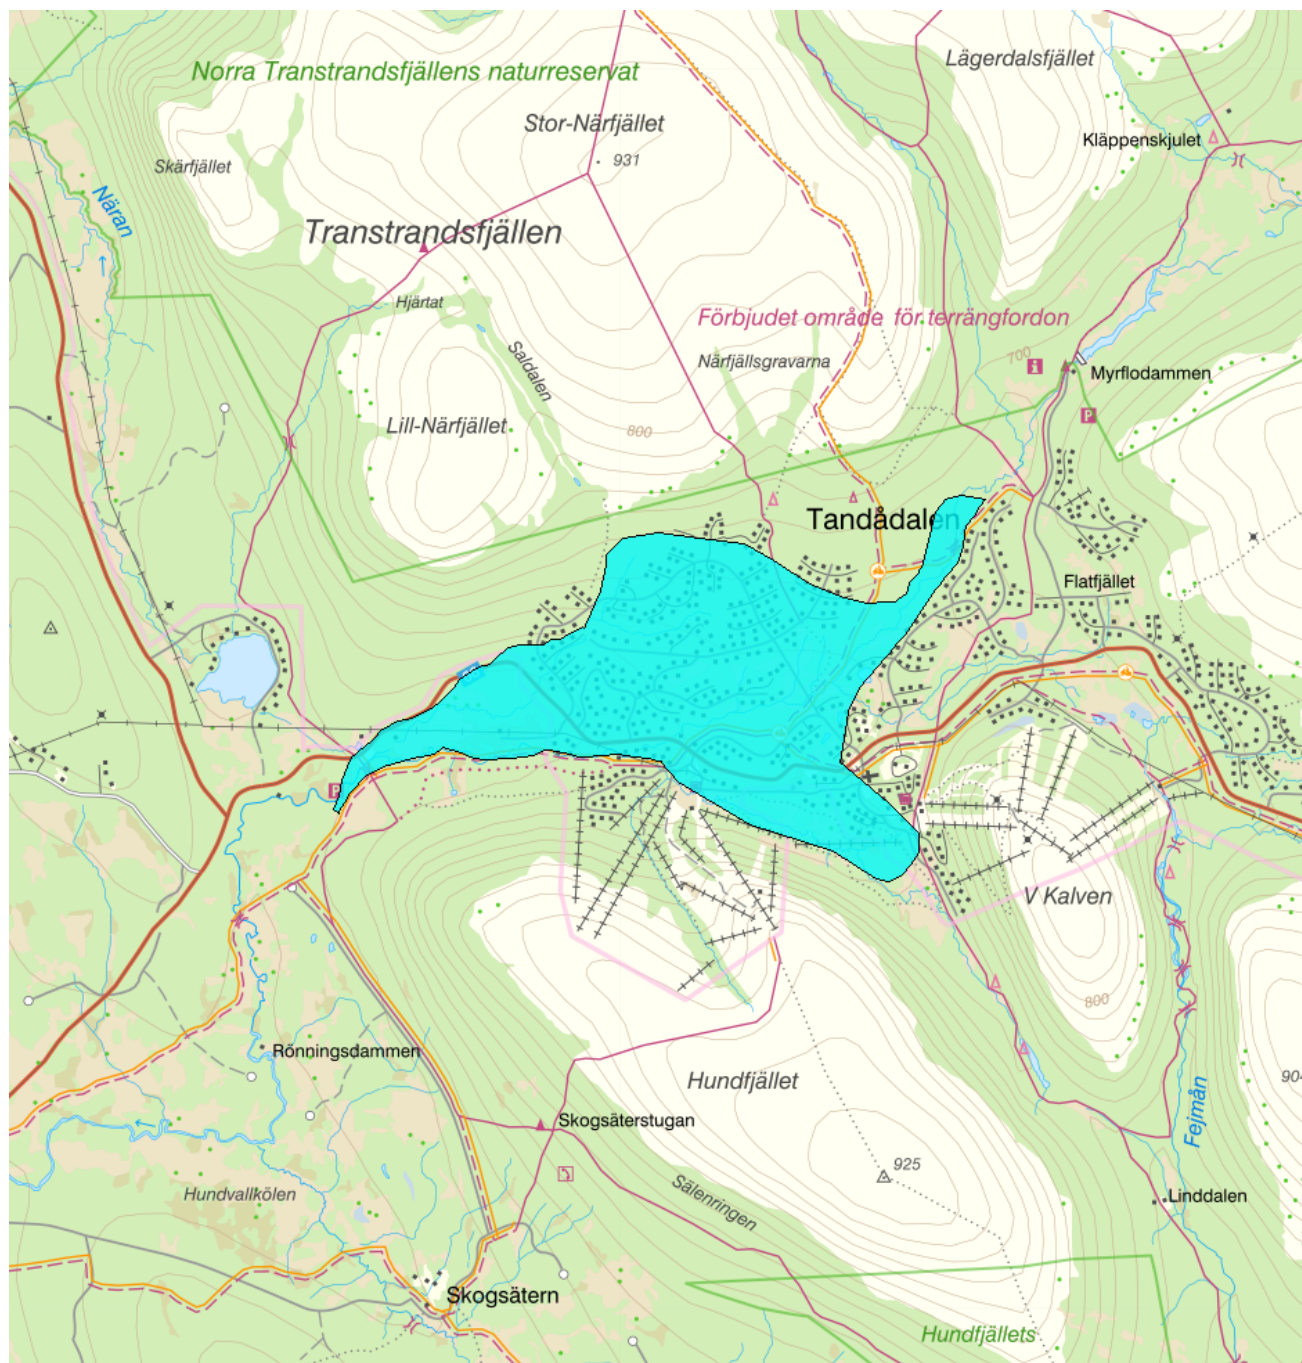 Lägerdalsfjället
Norra Transtrandsfjällens naturreservat
Stor-Närfjället
Kläppenskjulet
931
Skärfjället
Näran
Transtrandsfjällen
Hjärtat
Förbjudet område för terrängfordon
700
Saldalen
Närfjällsgravarna
Myrflodammen
P
Lill-Närfjället
800
Tandådalen
Flatfjället
P
V Kalven
800
Rönningsdammen
Hundfjället
904
Skogsäterstugan
Fejmån
925
Hundvallkölen
Sälenringen
Linddalen
Skogsätern
Hundfjällets